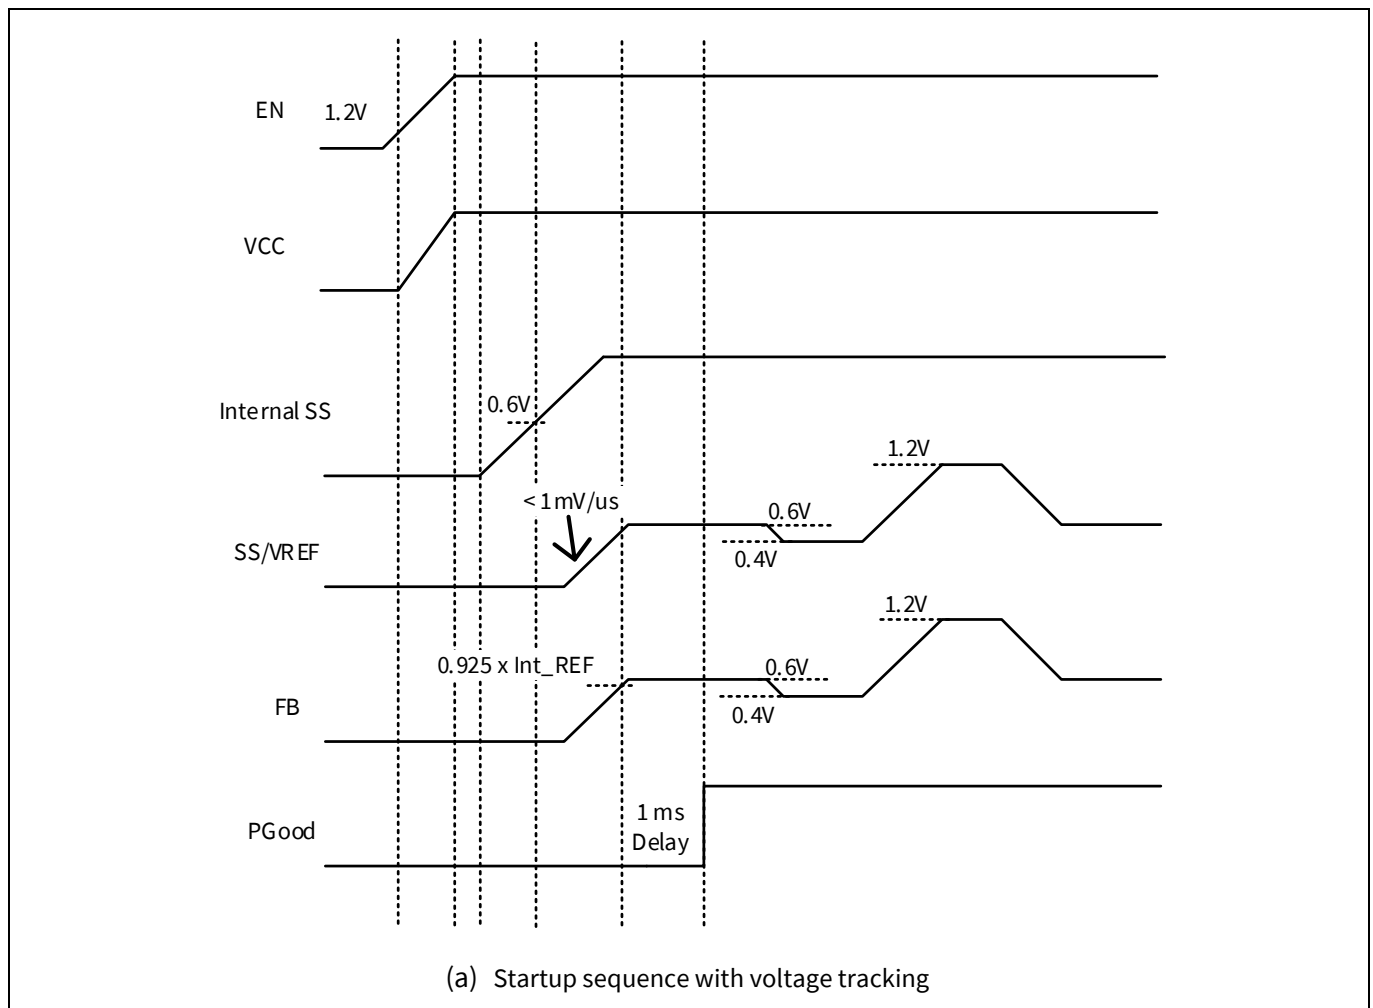 EN 1.2V
VCC
0.6V
Internal SS
1.2V
< 1mV/us
0.6V
SS/VREF
0.4V
1.2V
0.925 x Int_REF
0.6V
FB
0.4V
1 ms
PGood
Delay
(a) Startup sequence with voltage tracking